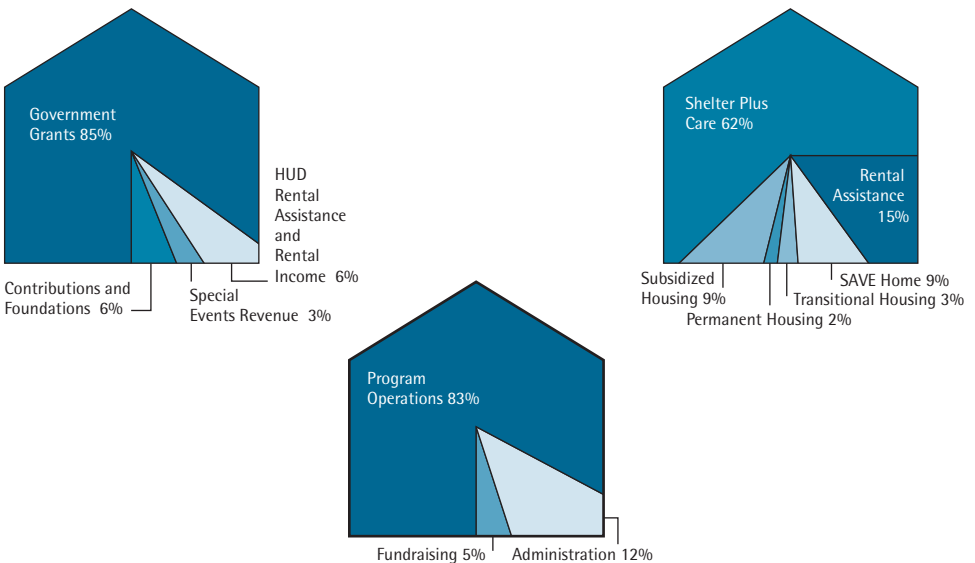 Government
Grants 85%
HUD
Rental
Assistance
and
Rental
Income 6%
Contributions and
Foundations 6%
Special
Events Revenue 3%
Shelter Plus
Care 62%
Rental
Assistance
15%
Subsidized
Housing 9%
SAVE Home 9%
Transitional Housing 3%
Permanent Housing 2%
Program
Operations 83%
Fundraising 5%
Administration 12%